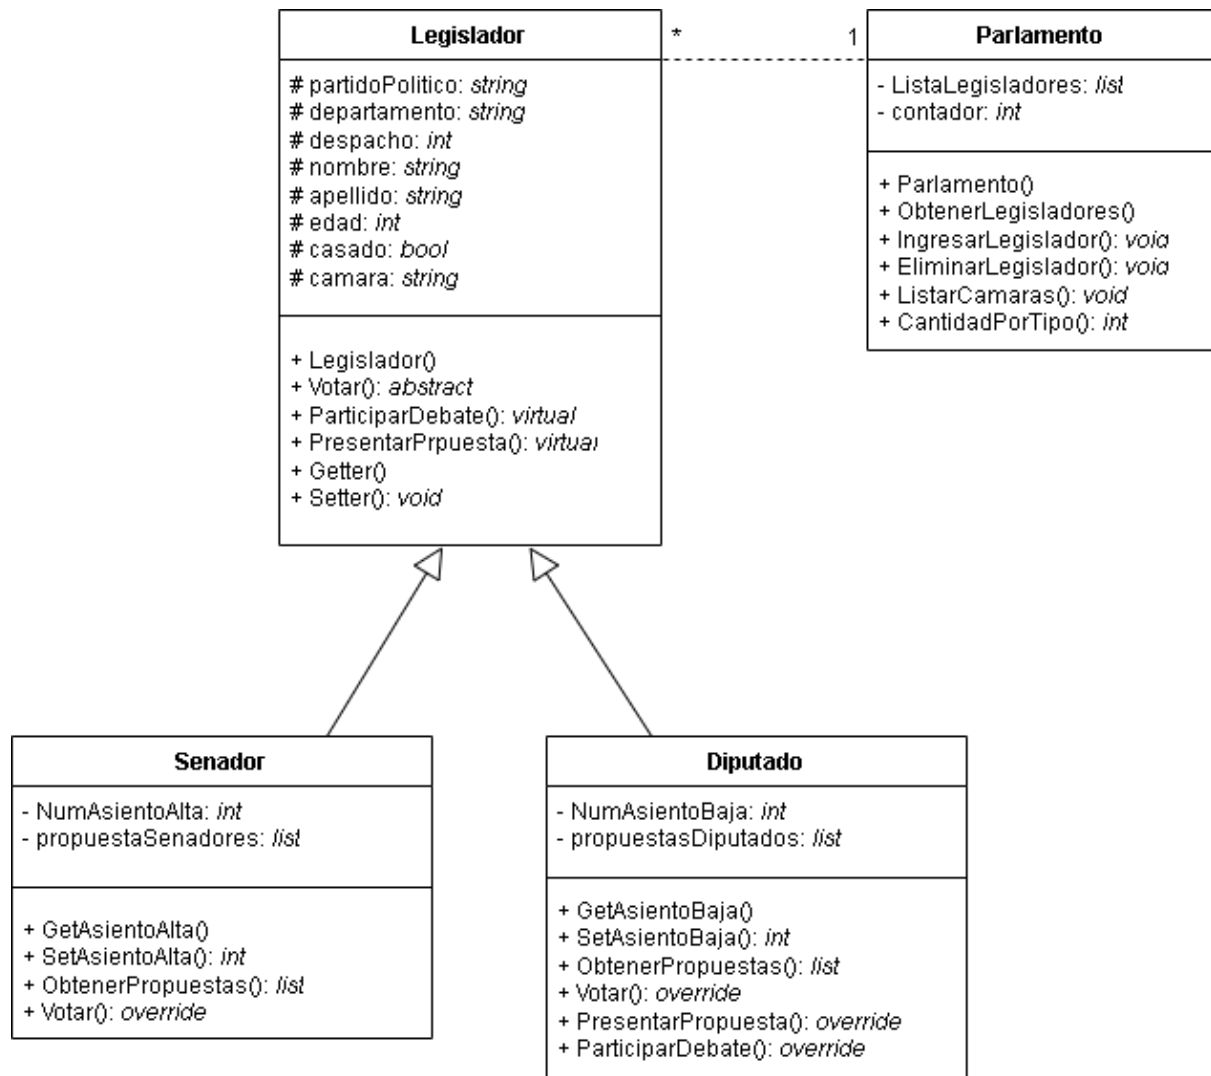 Legislador
# partidoPolitico: string
# departamento: string
# despacho: int
# nombre: string
# apellido: string
# edad: int
# casado: bool
# camara: string
+ Legislador()
+ Votar(): abstract
+ ParticiparDebate(): virtual
+ PresentarPrpuesta(): virtual
+ Getter()
+ Setter(): void
* 1
Parlamento
- ListaLegisladores: list
- contador: int
+ Parlamento()
+ ObtenerLegisladores()
+ IngresarLegislador(): void
+ EliminarLegislador(): void
+ ListarCamaras(): void
+ CantidadPorTipo(): int
Senador
- NumAsientoAlta: int
- propuestaSenadores: list
+ GetAsientoAlta()
+ SetAsientoAlta(): int
+ ObtenerPropuestas(): list
+ Votar(): override
Diputado
- NumAsientoBaja: int
- propuestasDiputados: list
+ GetAsientoBaja()
+ SetAsientoBaja(): int
+ ObtenerPropuestas(): list
+ Votar(): override
+ PresentarPropuesta(): override
+ ParticiparDebate(): override